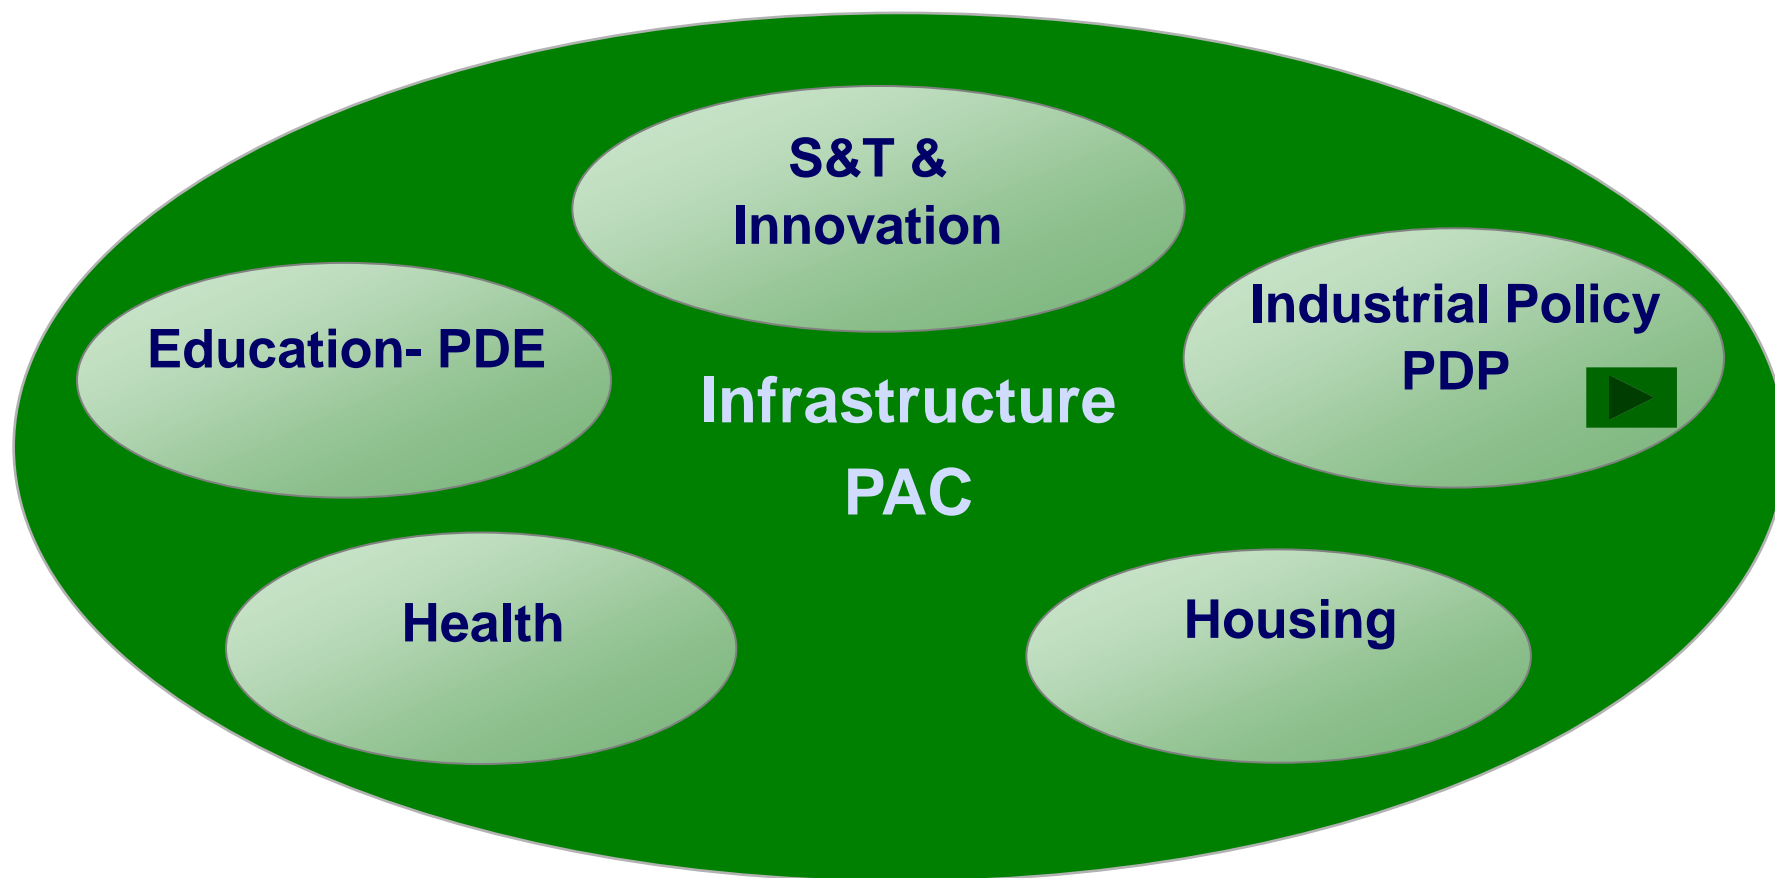 S&T &
Innovation
Industrial Policy
PDP
Education- PDE
Infrastructure
PAC
Health
Housing